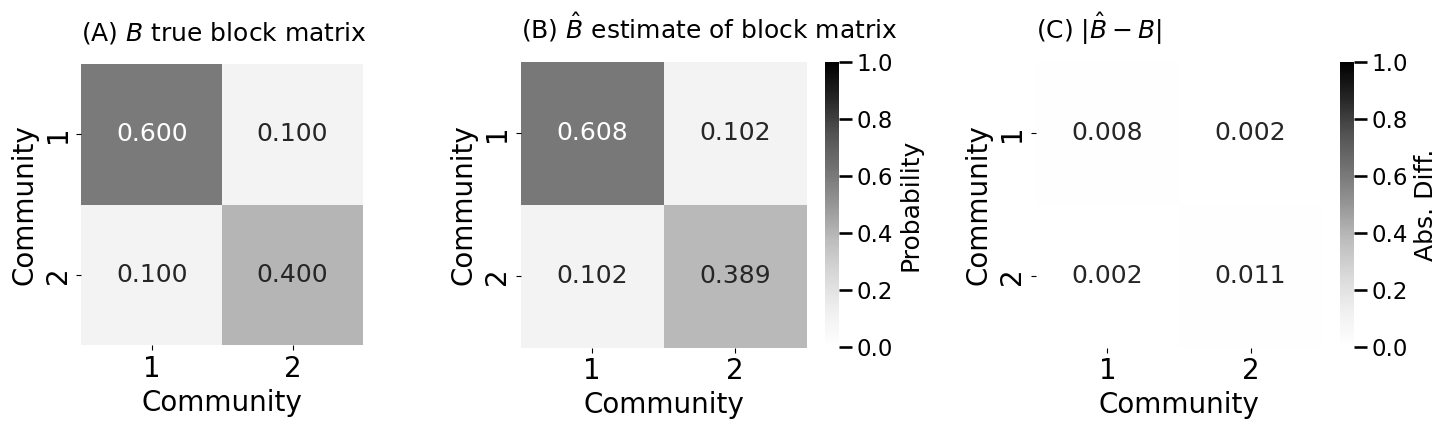 (A) B true block matrix
Community
1
2
0.600 0.100
0.100 0.400
1 2
Community
(B) B̂ estimate of block matrix
Community
1
2
0.608 0.102
0.102 0.389
1 2
Community
1.0
0.8
0.6
0.4
0.2
0.0
Probability
(C) |B̂ − B|
Community
1
2
0.008 0.002
0.002 0.011
1 2
Community
1.0
0.8
0.6
0.4
0.2
0.0
Abs. Diff.